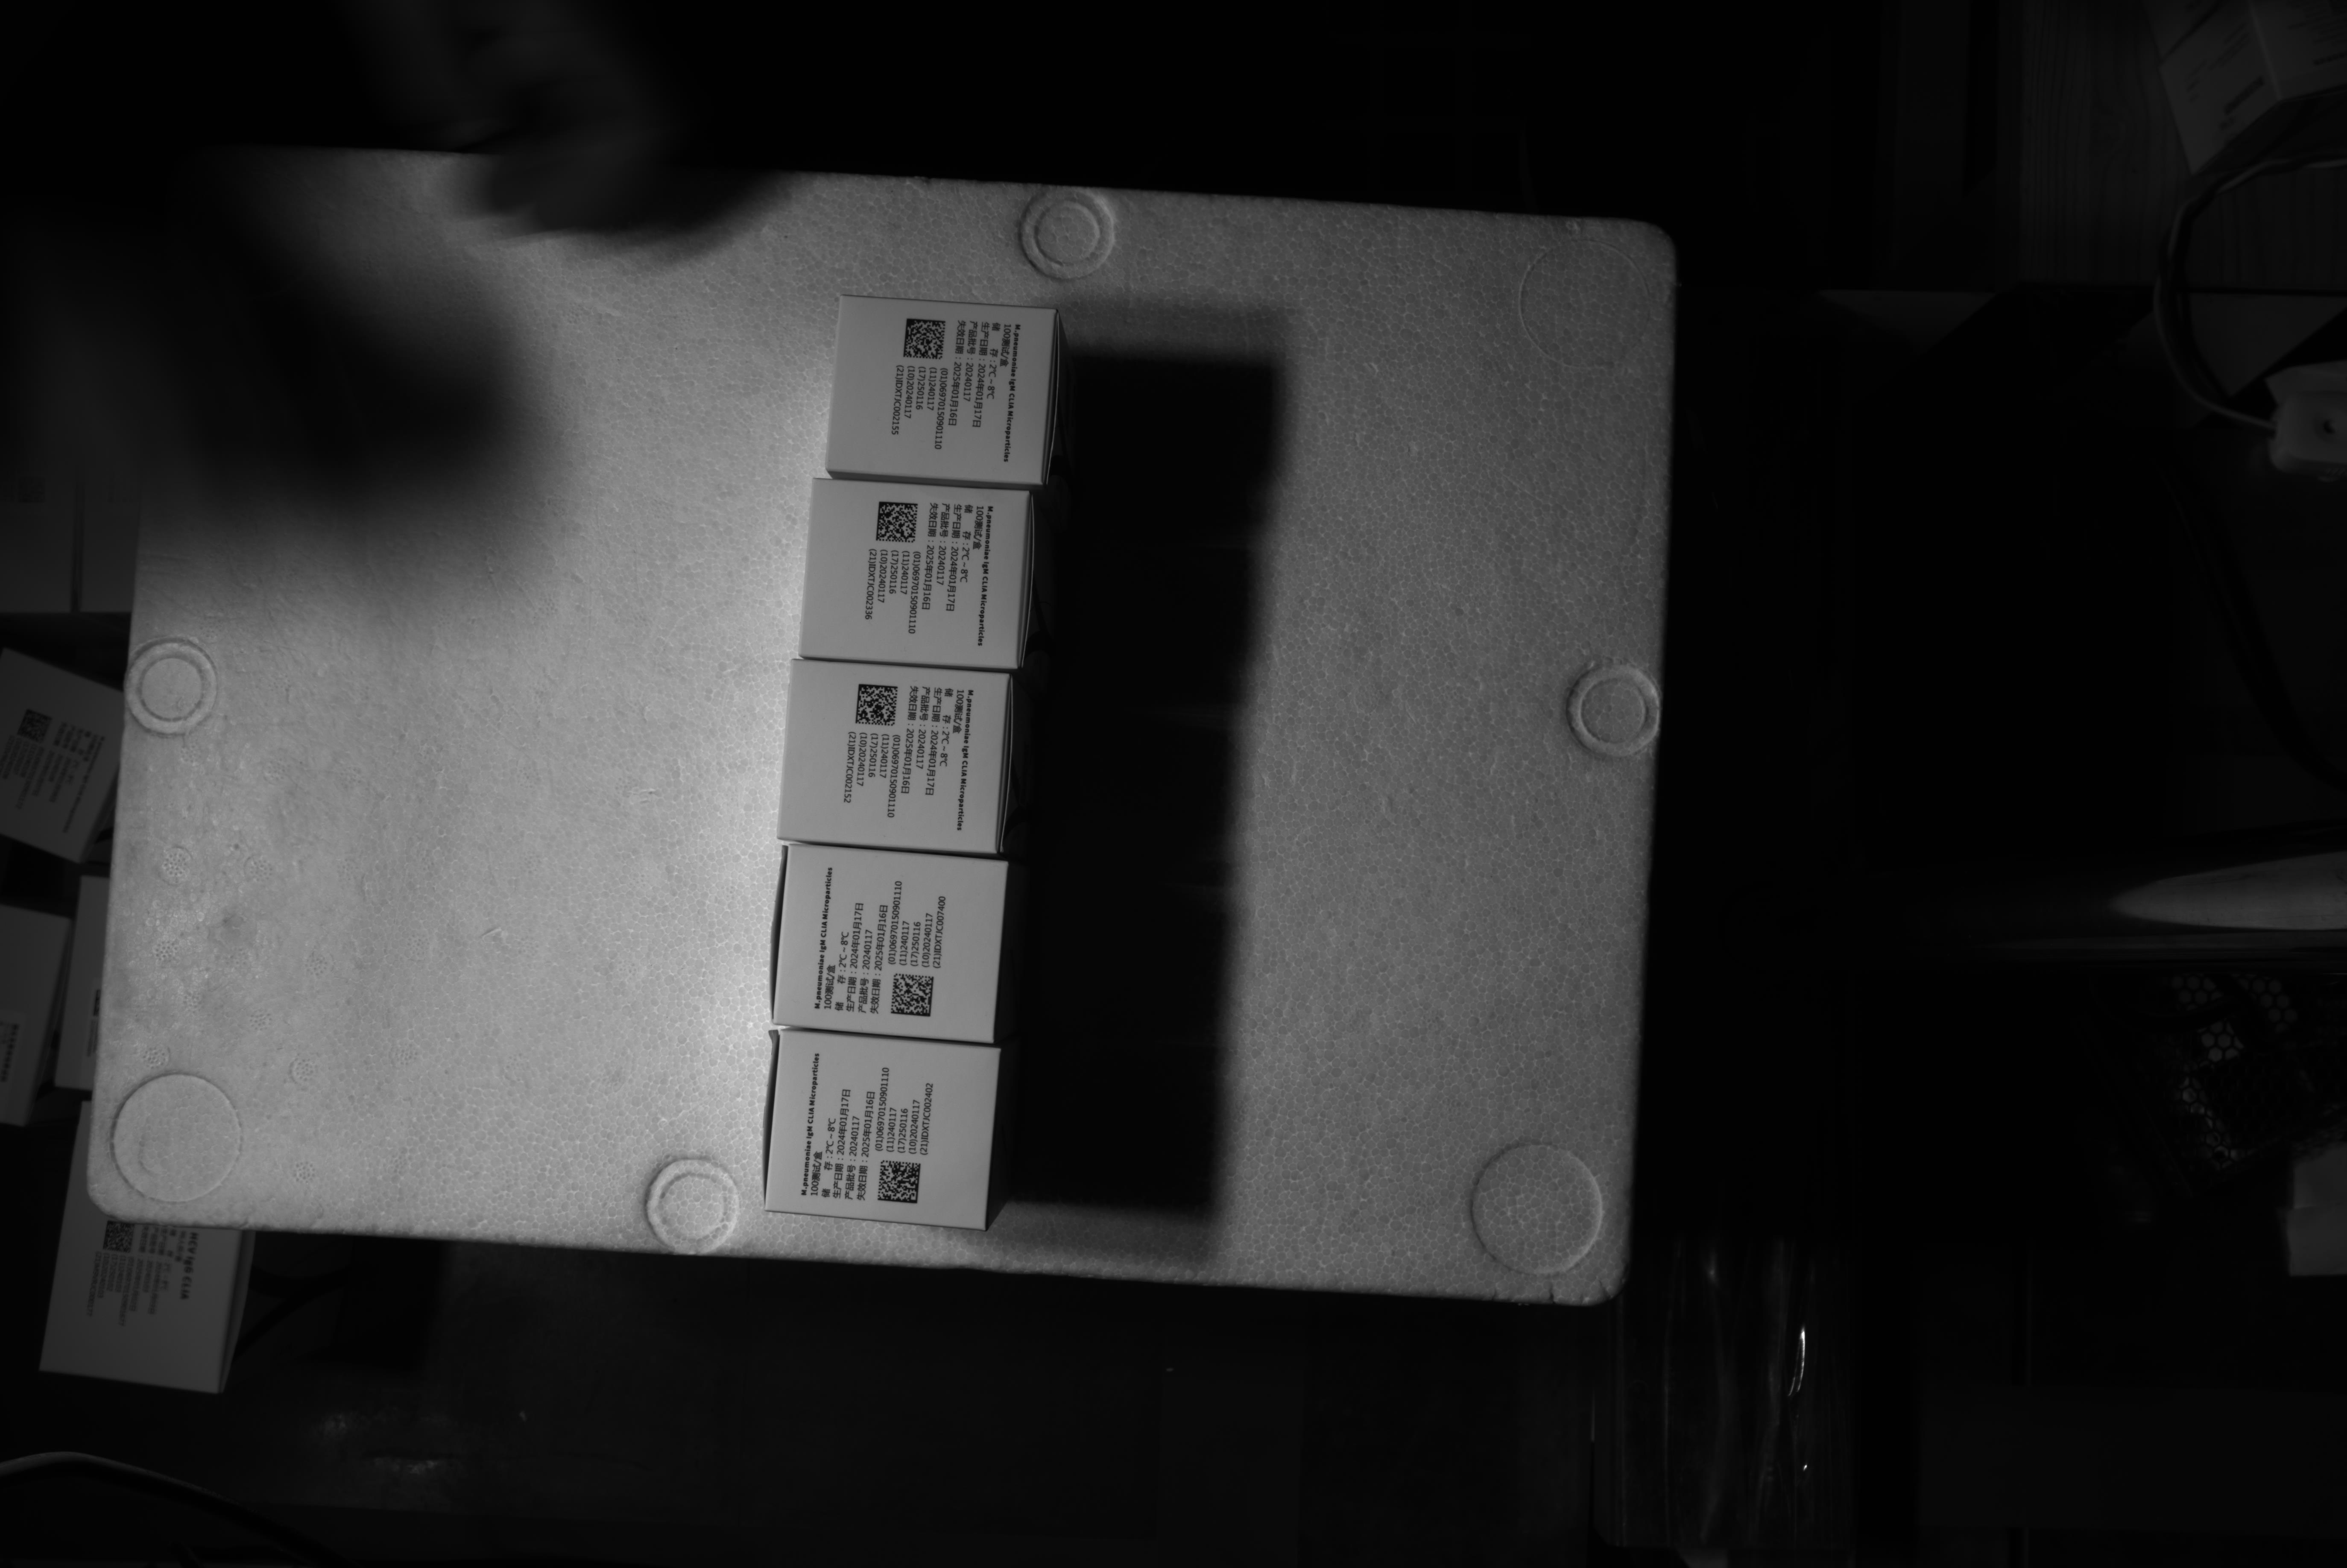 M.pneumoniae IgM CLIA Microparticles
100测试/盒
储 存：2℃~8℃
生产日期：2024年01月17日
产品批号：20240117
失效日期：2025年01月16日
(01)06970150901110
(11)240117
(17)250116
(10)20240117
(21)IDXTJC002155
M.pneumoniae IgM CLIA Microparticles
100测试/盒
储 存：2℃~8℃
生产日期：2024年01月17日
产品批号：20240117
失效日期：2025年01月16日
(01)06970150901110
(11)240117
(17)250116
(10)20240117
(21)IDXTJC002336
M.pneumoniae IgM CLIA Microparticles
100测试/盒
储 存：2℃~8℃
生产日期：2024年01月17日
产品批号：20240117
失效日期：2025年01月16日
(01)06970150901110
(11)240117
(17)250116
(10)20240117
(21)IDXTJC002152
M.pneumoniae IgM CLIA Microparticles
100测试/盒
储 存：2℃~8℃
生产日期：2024年01月17日
产品批号：20240117
失效日期：2025年01月16日
(01)06970150901110
(11)240117
(17)250116
(10)20240117
(21)IDXTJC007400
M.pneumoniae IgM CLIA Microparticles
100测试/盒
储 存：2℃~8℃
生产日期：2024年01月17日
产品批号：20240117
失效日期：2025年01月16日
(01)06970150901110
(11)240117
(17)250116
(10)20240117
(21)IDXTJC002402
HCV IgG CLIA